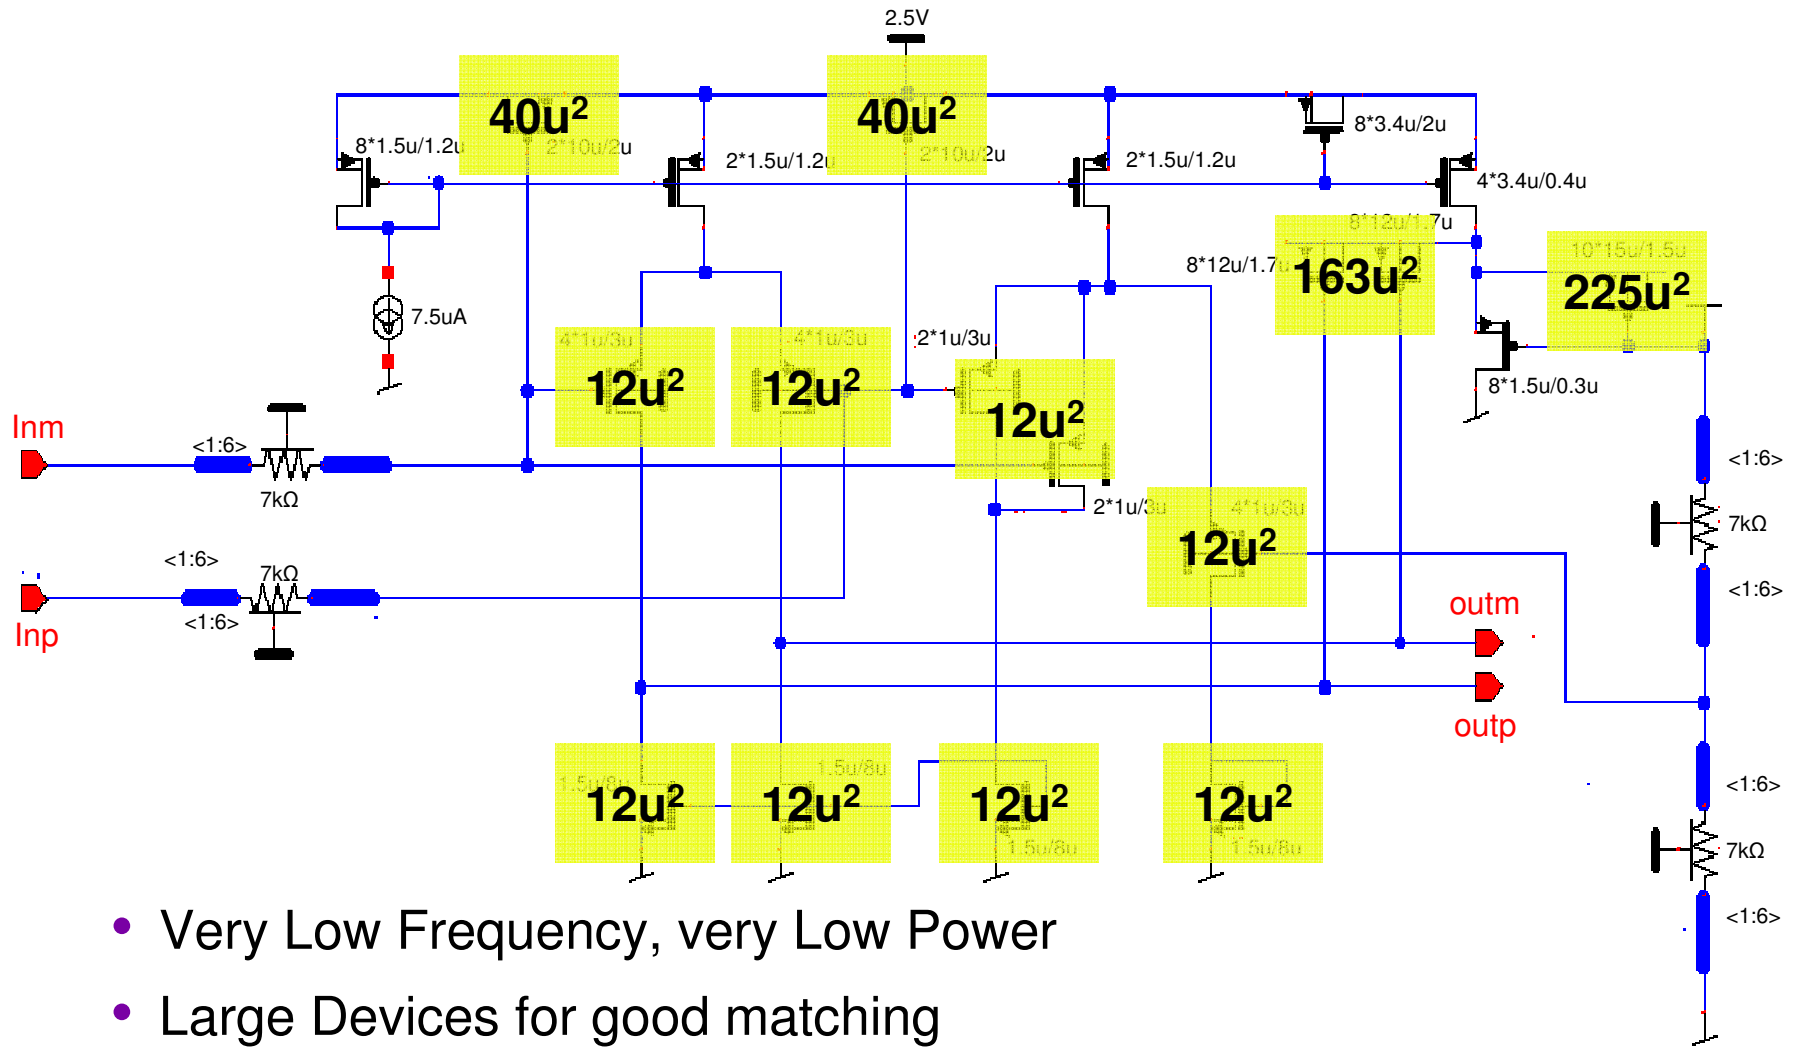 2.5V
40u²
40u²
8*3.4u/2u
8*1.5u/1.2u
2*10u/2u
2*1.5u/1.2u
2*10u/2u
2*1.5u/1.2u
4*3.4u/0.4u
8*12u/1.7u
10*15u/1.5u
8*12u/1.7u
163u²
225u²
7.5uA
4*1u/3u
4*1u/3u
2*1u/3u
12u²
12u²
12u²
8*1.5u/0.3u
Inm
<1:6>
7kΩ
<1:6>
2*1u/3u
4*1u/3u
7kΩ
12u²
<1:6>
7kΩ
<1:6>
<1:6>
Inp
outm
outp
1.5u/8u
1.5u/8u
<1:6>
12u²
12u²
12u²
12u²
1.5u/8u
1.5u/8u
7kΩ
<1:6>
• Very Low Frequency, very Low Power
• Large Devices for good matching